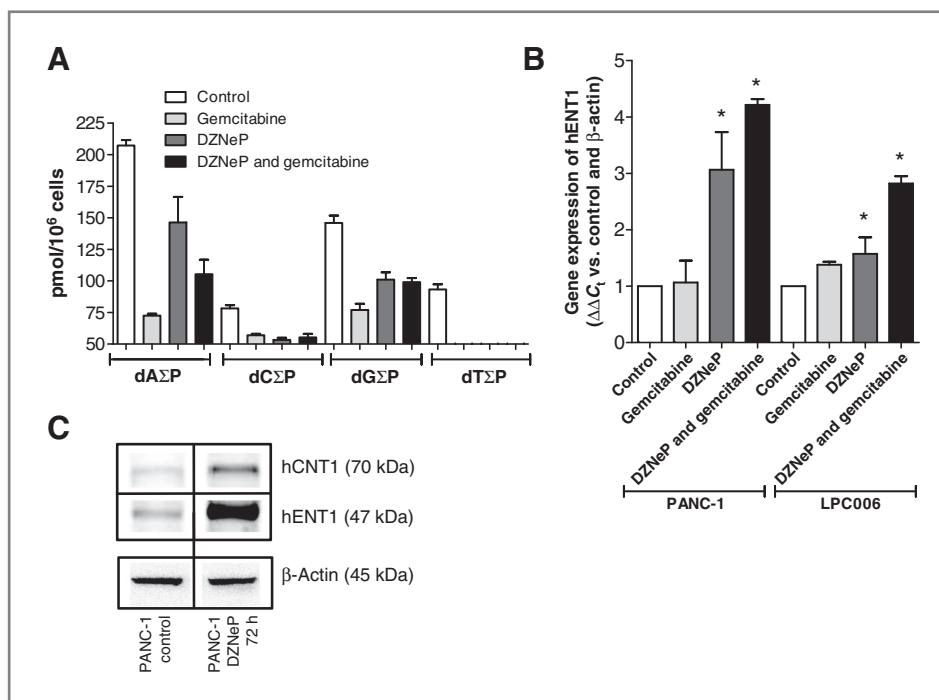 A
Control
Gemcitabine
DZNeP
DZNeP and gemcitabine
pmol/10⁶ cells
225
200
175
150
125
100
75
50
dAΣP
dCΣP
dGΣP
dTΣP
B
Gene expression of hENT1
(ΔΔCt vs. control and β-actin)
5
4
3
2
1
0
*
*
*
*
Control
Gemcitabine
DZNeP
DZNeP and gemcitabine
Control
Gemcitabine
DZNeP
DZNeP and gemcitabine
PANC-1
LPC006
C
hCNT1 (70 kDa)
hENT1 (47 kDa)
β-Actin (45 kDa)
PANC-1
control
PANC-1
DZNeP
72 h